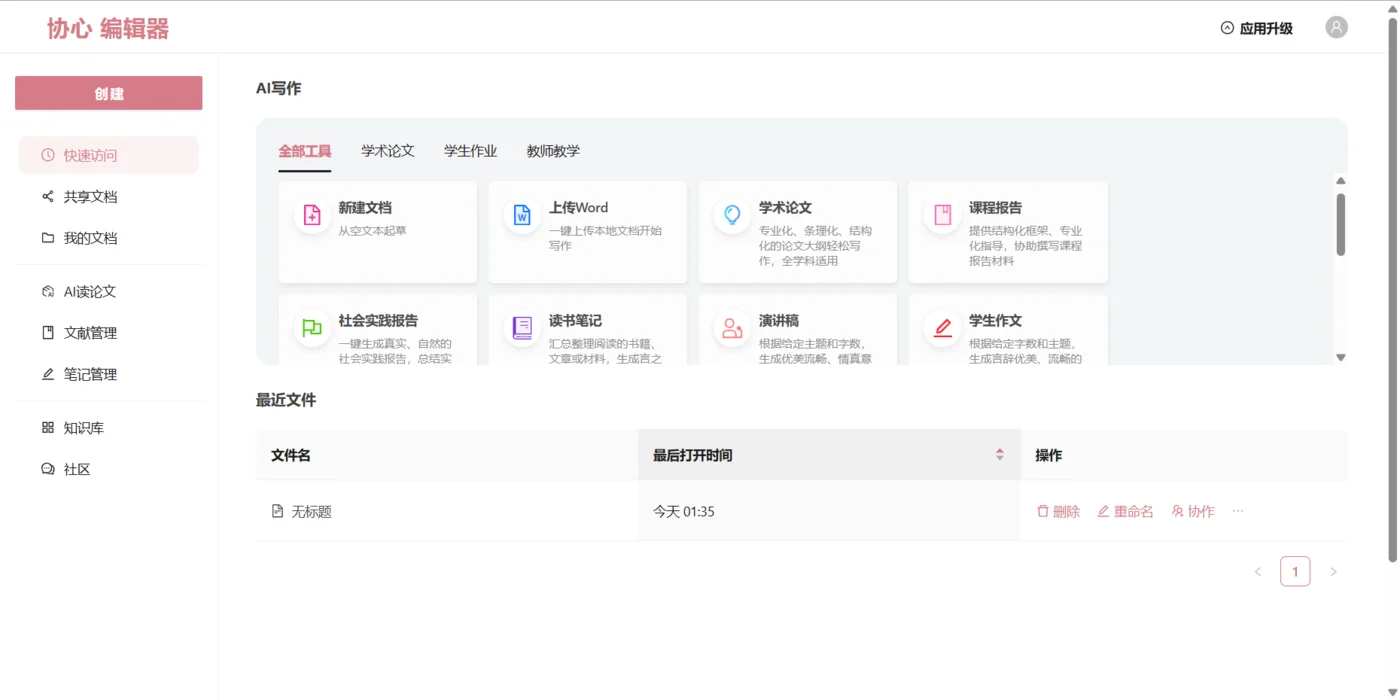 协心 编辑器
应用升级
创建
快速访问
共享文档
我的文档
AI读论文
文献管理
笔记管理
知识库
社区
AI写作
全部工具 学术论文 学生作业 教师教学
新建文档
从空文本起草
上传Word
一键上传本地文档开始
写作
学术论文
专业化、条理化、结构
化的论文大纲轻松写
作，全学科适用
课程报告
提供结构化框架、专业
化指导，协助撰写课程
报告材料
社会实践报告
一键生成真实、自然的
社会实践报告，总结实
读书笔记
汇总整理阅读的书籍、
文章或材料，生成言之
演讲稿
根据给定主题和字数，
生成优美流畅、情真意
学生作文
根据给定字数和主题，
生成言辞优美、流畅的
最近文件
文件名 最后打开时间 操作
无标题 今天 01:35 删除 重命名 协作 ···
< 1 >